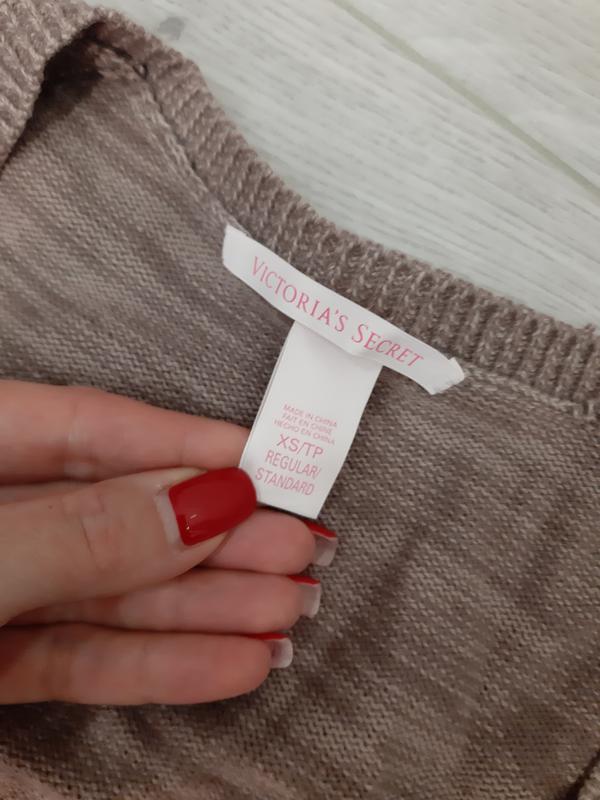 VICTORIA'S SECRET
MADE IN CHINA
FAIT EN CHINE
HECHO EN CHINA
XS/TP
REGULAR/
STANDARD